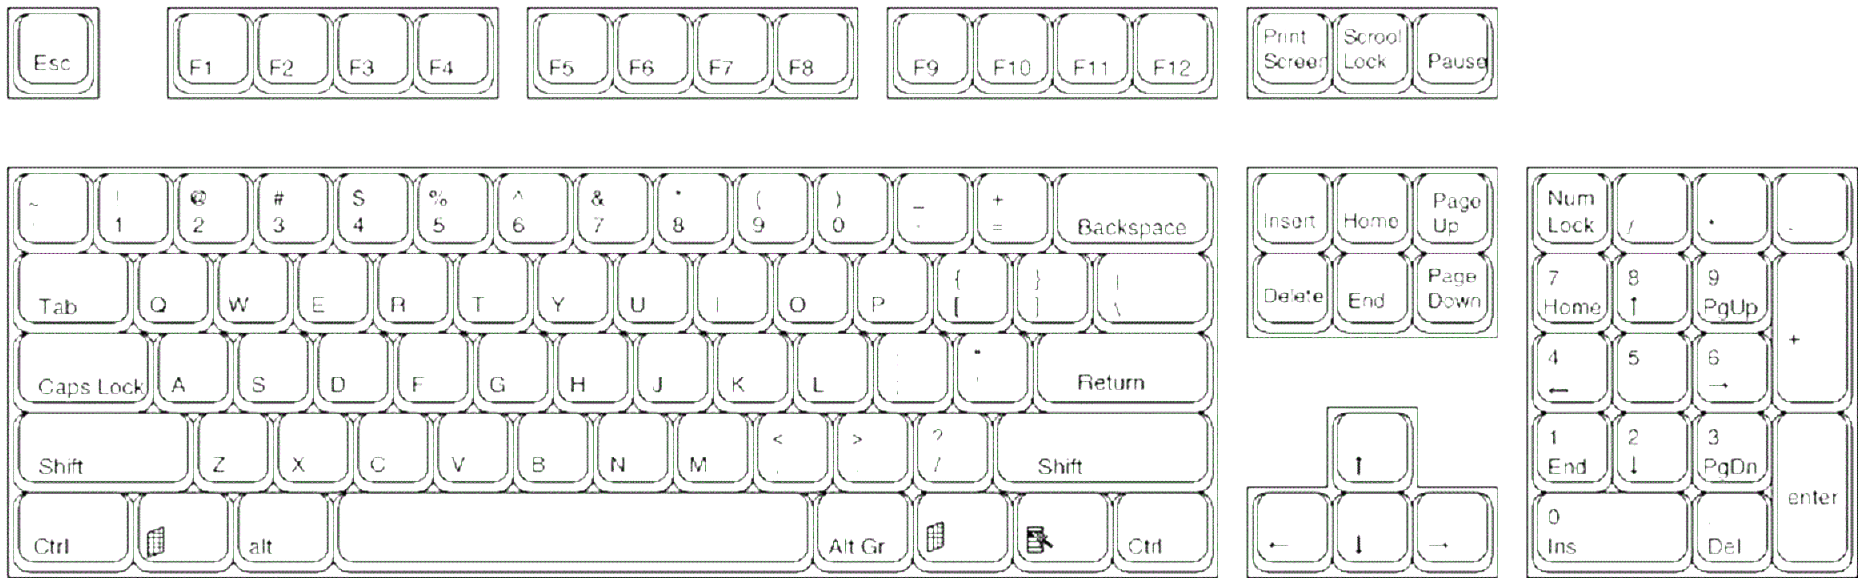 Esc F1 F2 F3 F4 F5 F6 F7 F8 F9 F10 F11 F12 Print Screen Scrool Lock Pause
~ ! @ # $ % ^ & * ( ) _ +
1 2 3 4 5 6 7 8 9 0 - = Backspace
Insert Home Page Up
Num Lock / * -
Tab Q W E R T Y U I O P { [ } ] | \
Delete End Page Down
7 Home 8 ↑ 9 PgUp +
Caps Lock A S D F G H J K L : ; " ' Return
4 ← 5 6 →
Shift Z X C V B N M < , > . ? / Shift
↑
1 End 2 ↓ 3 PgDn enter
Ctrl alt Alt Gr Ctrl
← ↓ →
0 Ins . Del